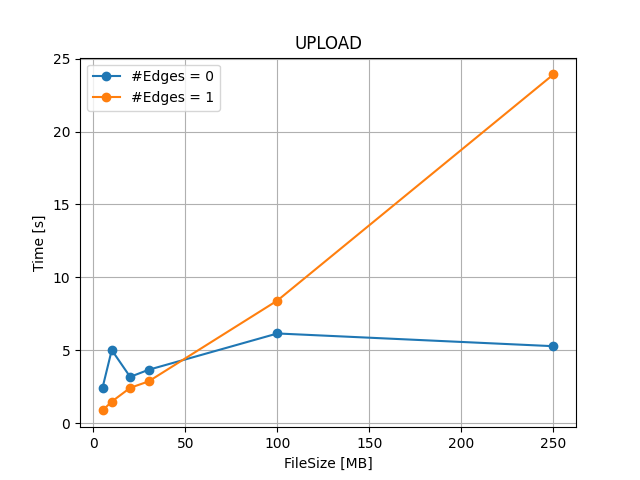 UPLOAD
#Edges = 0
#Edges = 1
Time [s]
25
20
15
10
5
0
0 50 100 150 200 250
FileSize [MB]